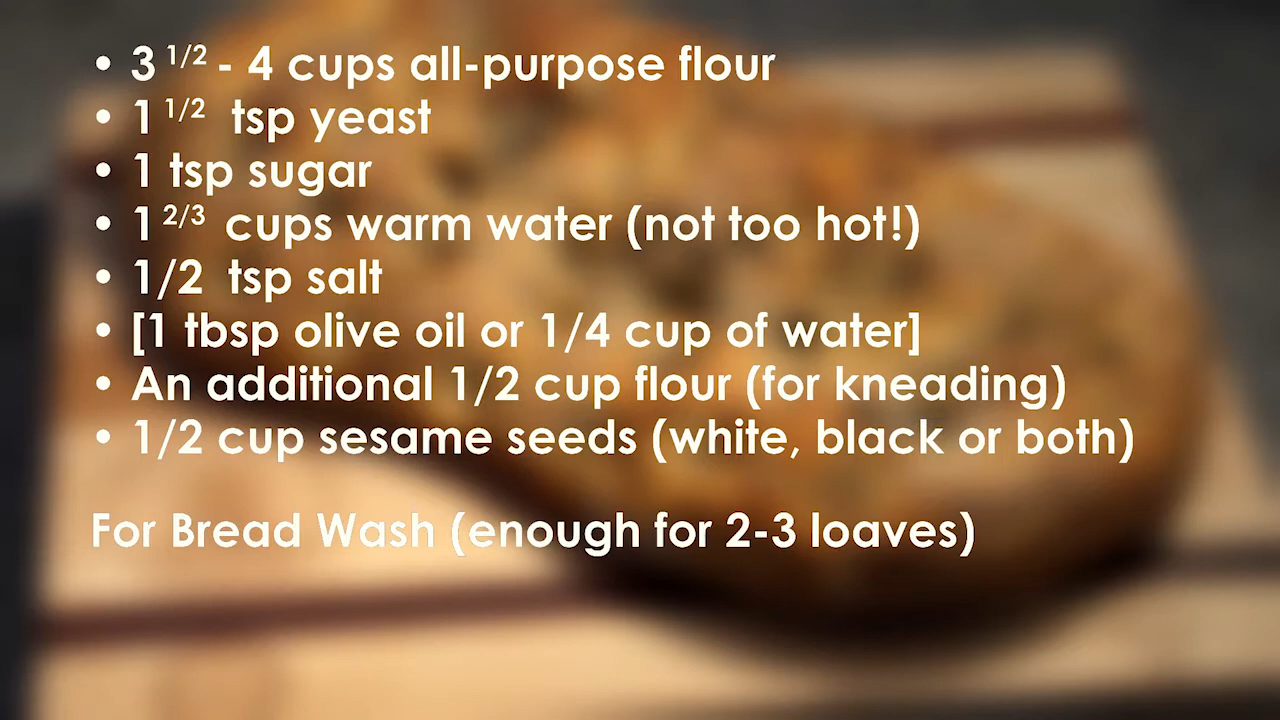 • 3 1/2 - 4 cups all-purpose flour
• 1 1/2 tsp yeast
• 1 tsp sugar
• 1 2/3 cups warm water (not too hot!)
• 1/2 tsp salt
• [1 tbsp olive oil or 1/4 cup of water]
• An additional 1/2 cup flour (for kneading)
• 1/2 cup sesame seeds (white, black or both)
For Bread Wash (enough for 2-3 loaves)